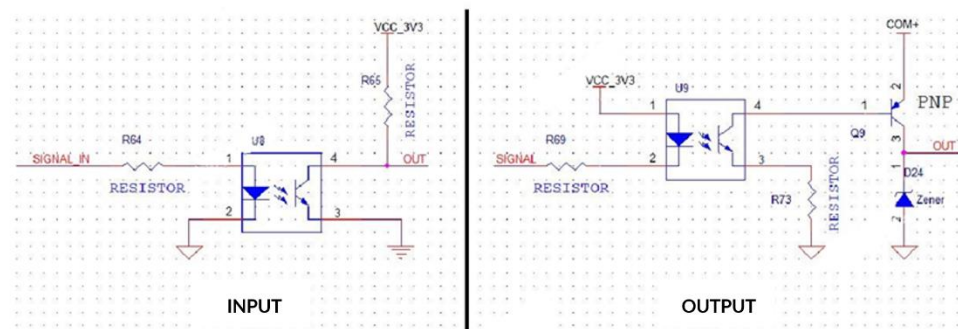 VCC_3V3
R65
RESISTOR
R64
U8
SIGNAL_IN
1
4
OUT
RESISTOR
2
3
INPUT
COM+
VCC_3V3
U9
2
PNP
1
4
1
R69
Q9
3
SIGNAL
2
3
OUT
RESISTOR
1
D24
R73
RESISTOR
Zener
2
OUTPUT